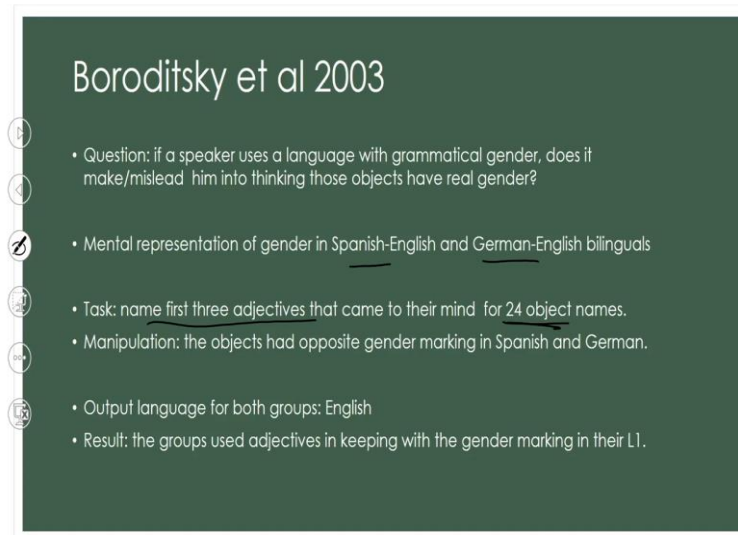 Boroditsky et al 2003
• Question: if a speaker uses a language with grammatical gender, does it
make/mislead him into thinking those objects have real gender?
• Mental representation of gender in Spanish-English and German-English bilinguals
• Task: name first three adjectives that came to their mind for 24 object names.
• Manipulation: the objects had opposite gender marking in Spanish and German.
• Output language for both groups: English
• Result: the groups used adjectives in keeping with the gender marking in their L1.